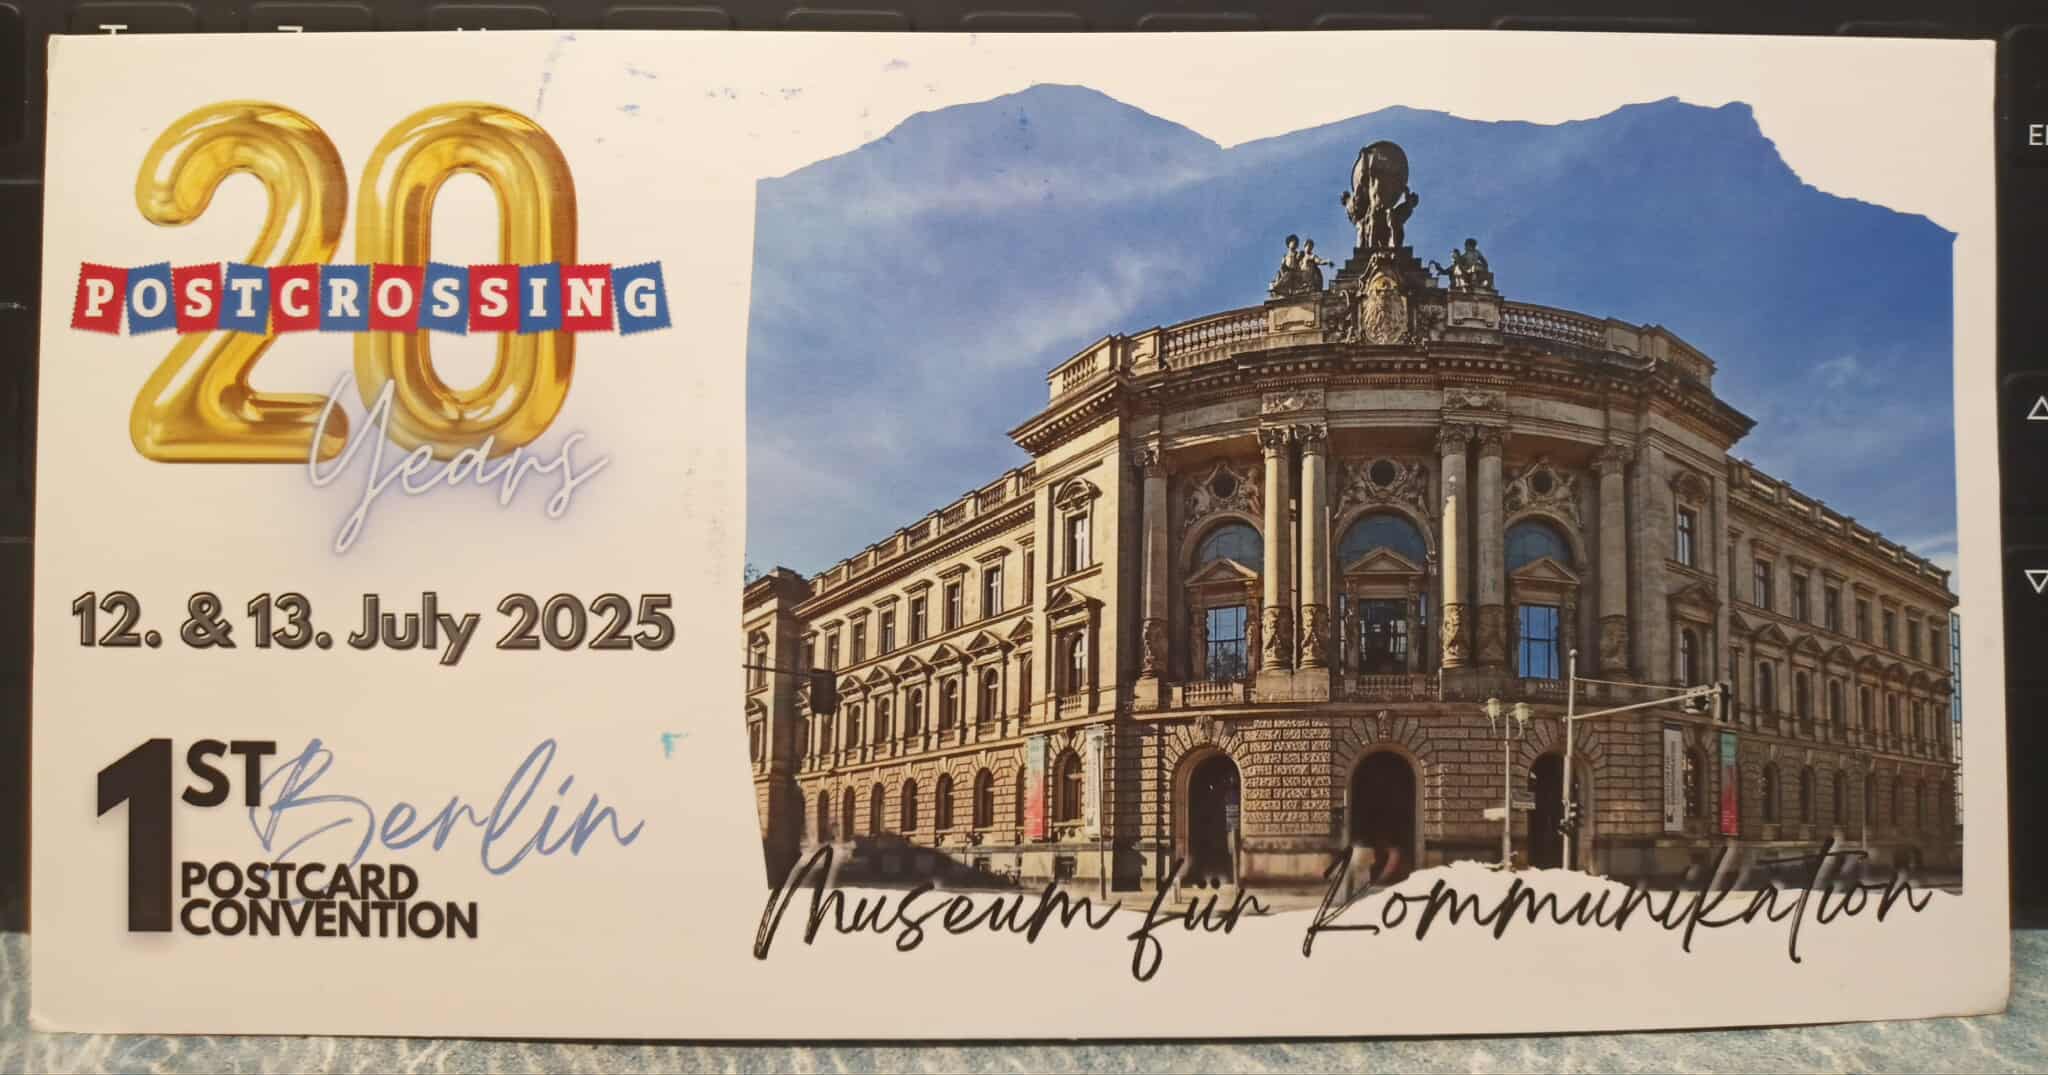 20
POSTCROSSING
Years
12. & 13. July 2025
1ST Berlin
POSTCARD
CONVENTION
Museum für Kommunikation